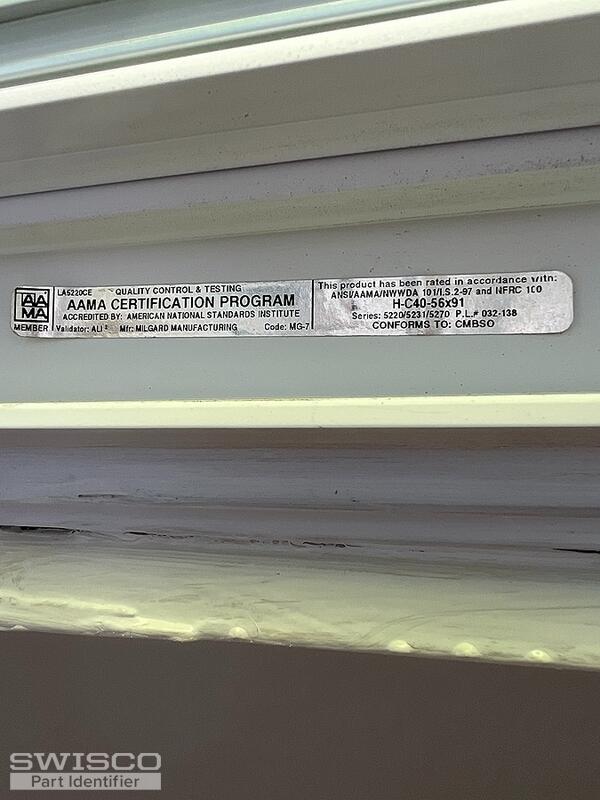 AAMA
MEMBER
LA5220CE QUALITY CONTROL & TESTING
AAMA CERTIFICATION PROGRAM
ACCREDITED BY: AMERICAN NATIONAL STANDARDS INSTITUTE
Validator: ALI Mfr: MILGARD MANUFACTURING Code: MG-7
This product has been rated in accordance with:
ANSI/AAMA/NWWDA 101/I.S.2-97 and NFRC 100
H-C40-56x91
Series: 5220/5231/5270 P.L.# 032-138
CONFORMS TO: CMBSO
SWISCO
Part Identifier